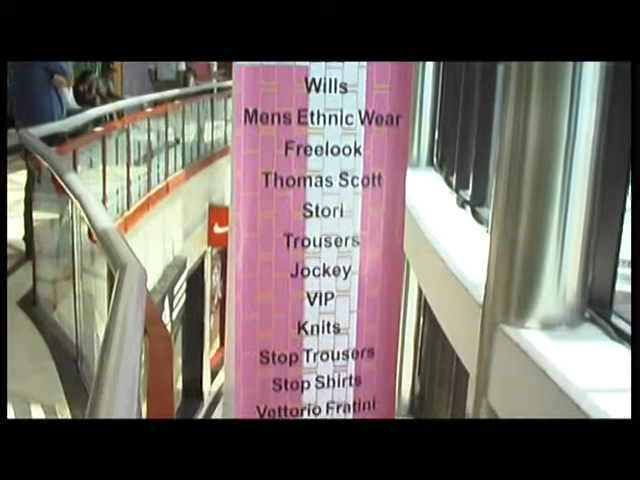 Wills
Mens Ethnic Wear
Freelook
Thomas Scott
Stori
Trousers
Jockey
VIP
Knits
Stop Trousers
Stop Shirts
Vettorio Fratini